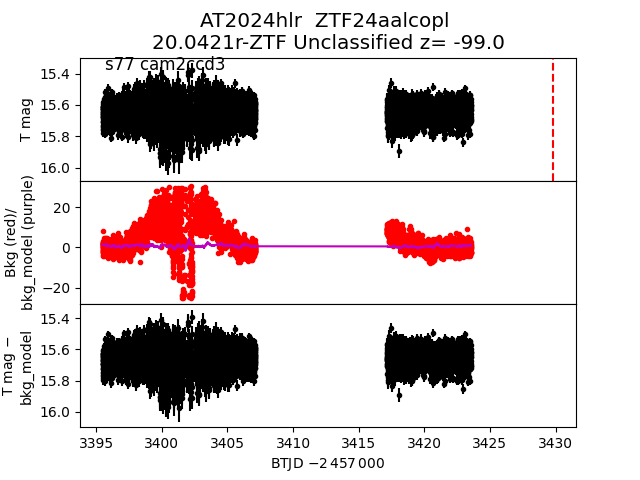 AT2024hlr  ZTF24aalcopl
20.0421r-ZTF Unclassified z= -99.0
s77 cam2ccd3
T mag
15.4
15.6
15.8
16.0
Bkg (red)/
bkg_model (purple)
20
0
−20
T mag −
bkg_model
15.4
15.6
15.8
16.0
3395
3400
3405
3410
3415
3420
3425
3430
BTJD −2 457 000